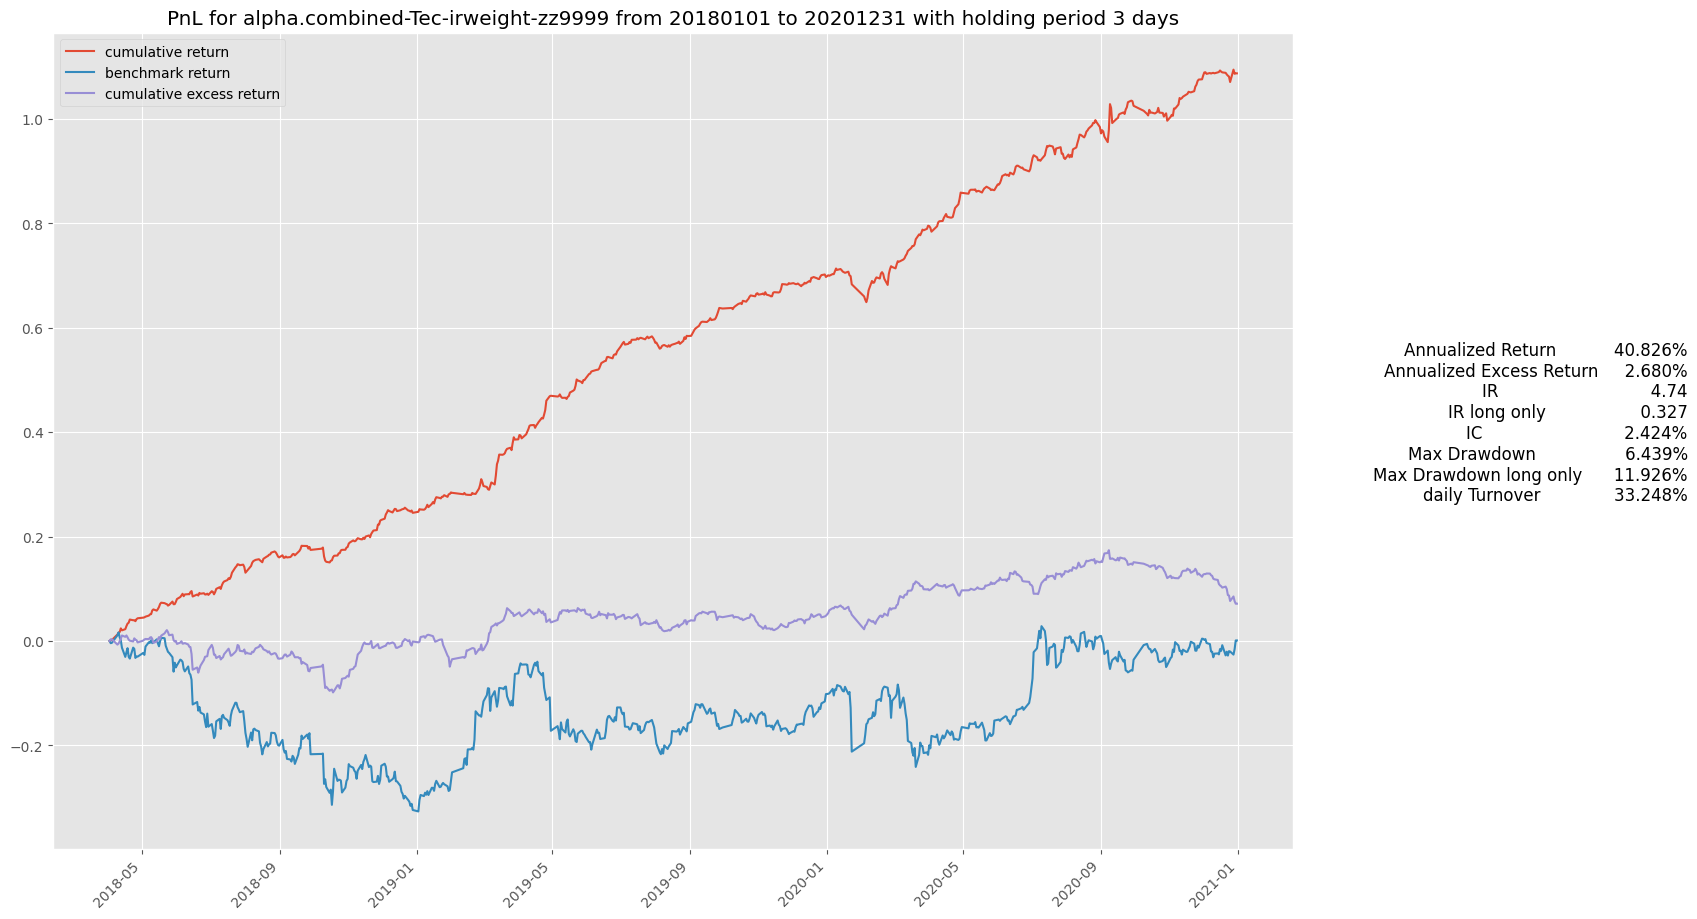 PnL for alpha.combined-Tec-irweight-zz9999 from 20180101 to 20201231 with holding period 3 days
cumulative return
benchmark return
cumulative excess return
1.0
0.8
0.6
0.4
0.2
0.0
−0.2
2018-05
2018-09
2019-01
2019-05
2019-09
2020-01
2020-05
2020-09
2021-01
Annualized Return 40.826%
Annualized Excess Return 2.680%
IR 4.74
IR long only 0.327
IC 2.424%
Max Drawdown 6.439%
Max Drawdown long only 11.926%
daily Turnover 33.248%